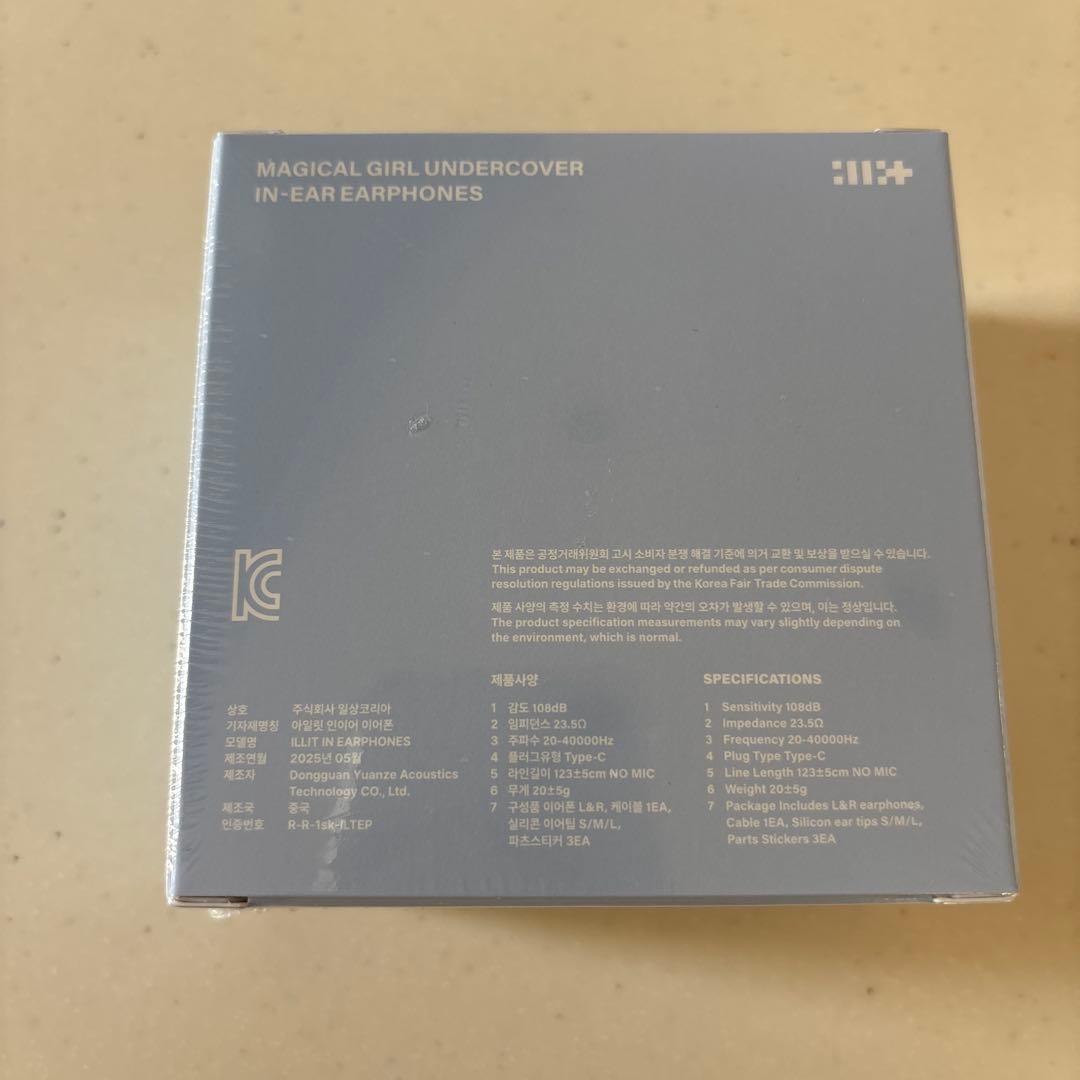 MAGICAL GIRL UNDERCOVER
IN-EAR EARPHONES
본 제품은 공정거래위원회 고시 소비자 분쟁 해결 기준에 의거 교환 및 보상을 받으실 수 있습니다.
This product may be exchanged or refunded as per consumer dispute
resolution regulations issued by the Korea Fair Trade Commission.
제품 사양의 측정 수치는 환경에 따라 약간의 오차가 발생할 수 있으며, 이는 정상입니다.
The product specification measurements may vary slightly depending on
the environment, which is normal.
상호 주식회사 일상코리아
기자재명칭 아일릿 인이어 이어폰
모델명 ILLIT IN EARPHONES
제조연월 2025년 05월
제조자 Dongguan Yuanze Acoustics
Technology CO., Ltd.
제조국 중국
인증번호 R-R-1sk-ILTEP
제품사양
1 감도 108dB
2 임피던스 23.5Ω
3 주파수 20-40000Hz
4 플러그유형 Type-C
5 라인길이 123±5cm NO MIC
6 무게 20±5g
7 구성품 이어폰 L&R, 케이블 1EA,
실리콘 이어팁 S/M/L,
파츠스티커 3EA
SPECIFICATIONS
1 Sensitivity 108dB
2 Impedance 23.5Ω
3 Frequency 20-40000Hz
4 Plug Type Type-C
5 Line Length 123±5cm NO MIC
6 Weight 20±5g
7 Package Includes L&R earphones,
Cable 1EA, Silicon ear tips S/M/L,
Parts Stickers 3EA